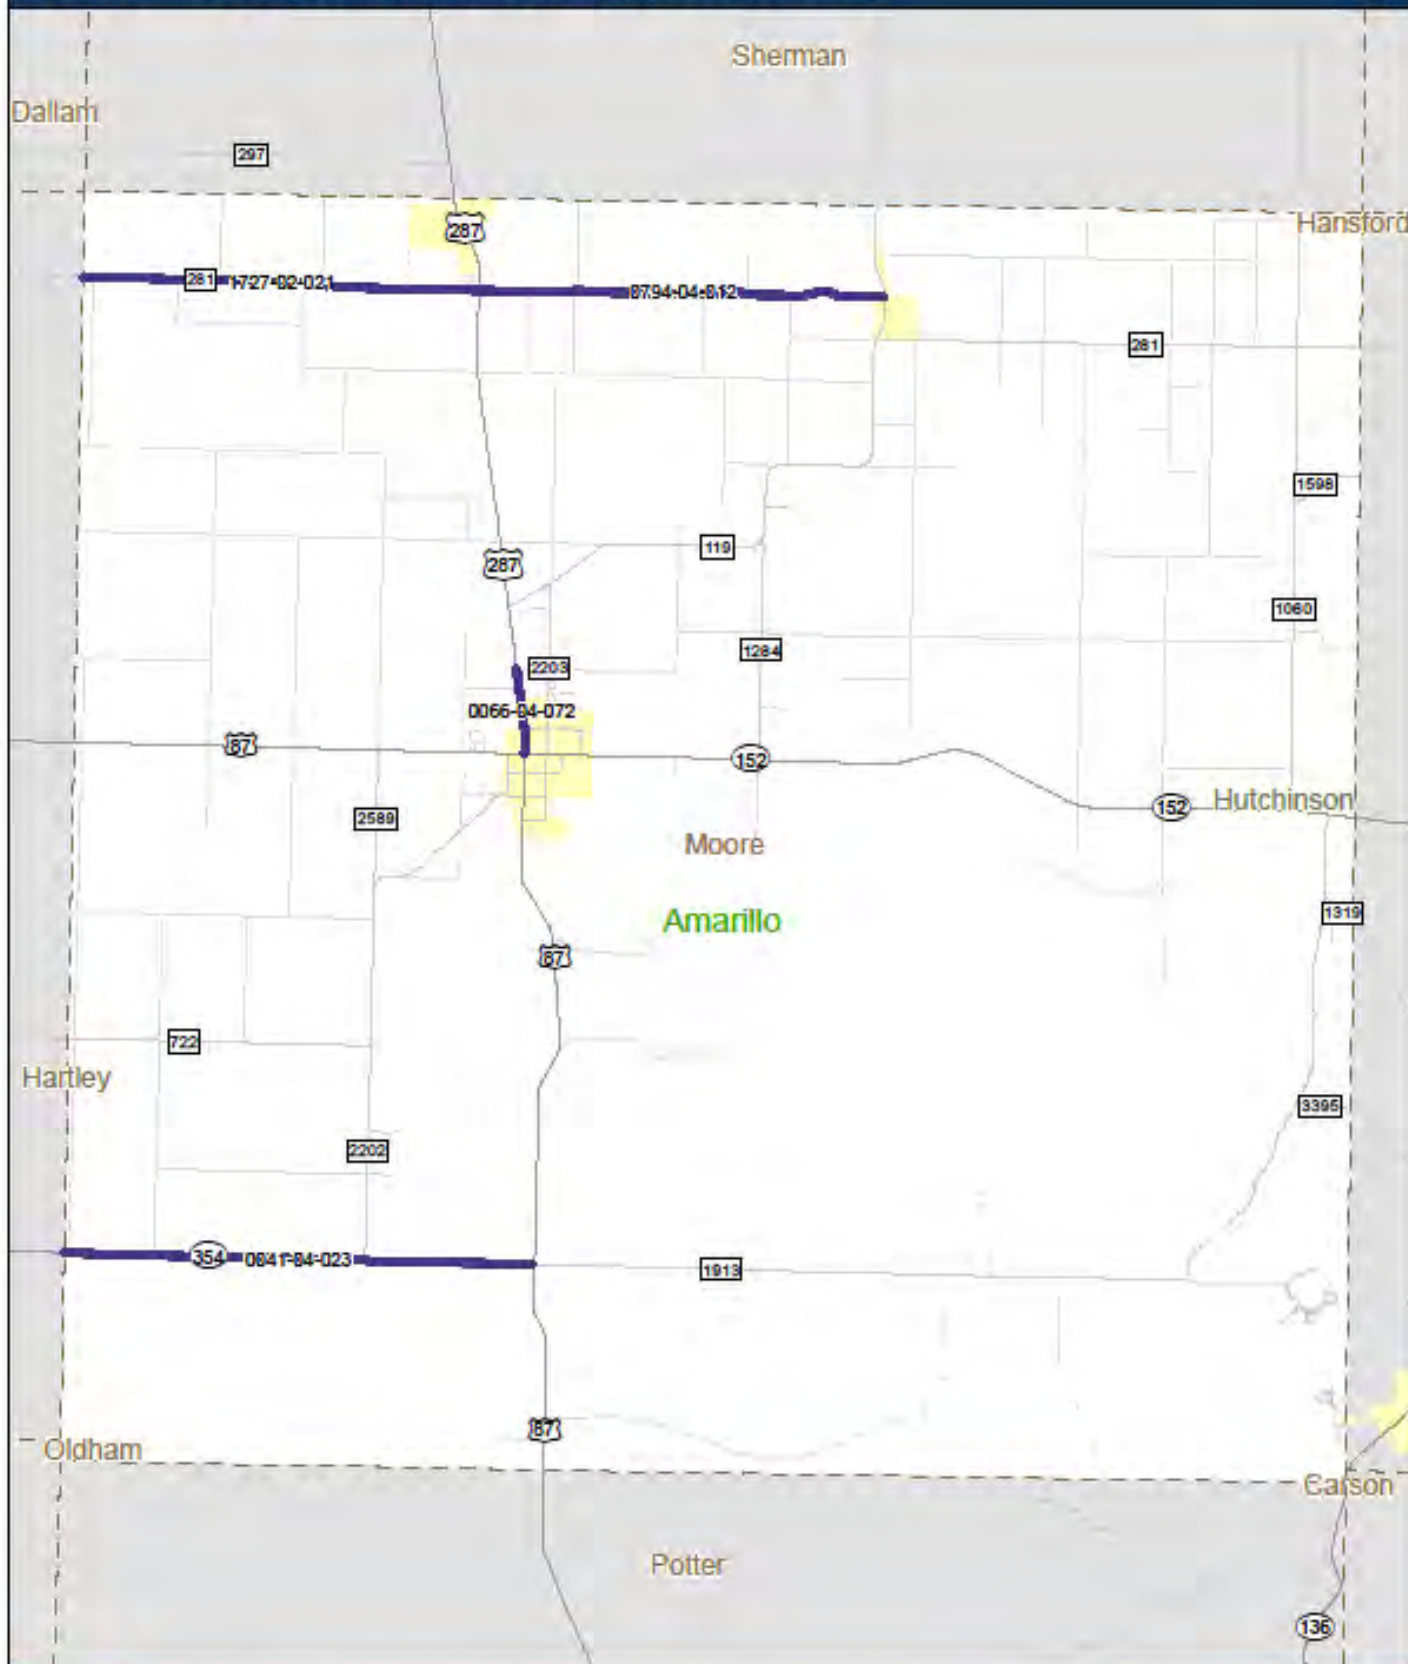 Sherman
Dallam
297
Hansford
287
281
1727-02-021
0794-04-012
281
1598
119
287
1060
1284
2203
0066-04-072
87
152
Hutchinson
152
2589
Moore
1319
Amarillo
87
722
Hartley
3395
2202
354
0041-04-023
1913
87
Oldham
Carson
Potter
136